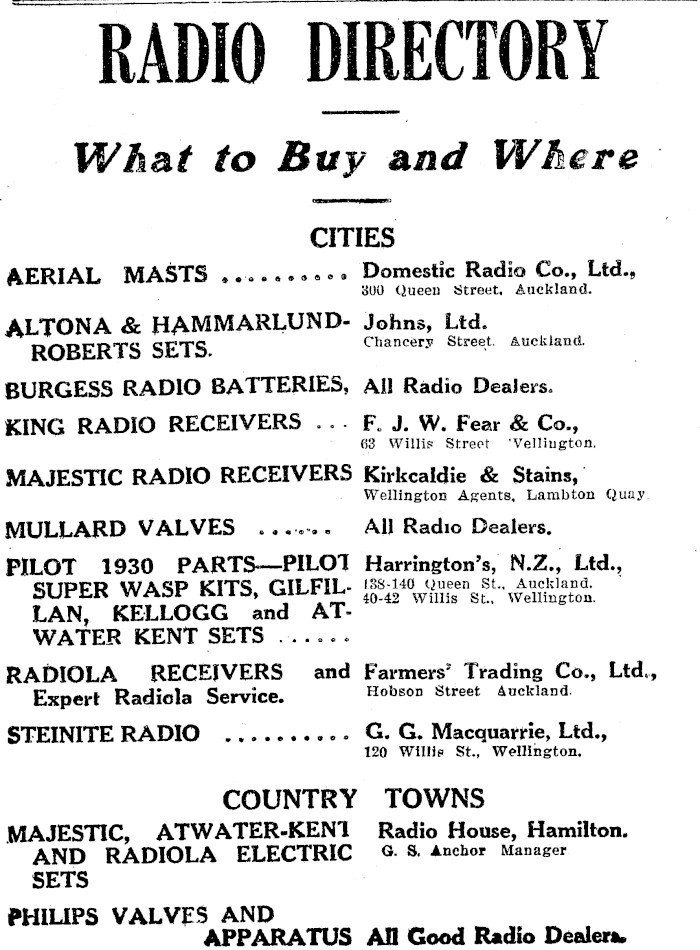 RADIO DIRECTORY
What to Buy and Where
CITIES
AERIAL MASTS .......... Domestic Radio Co., Ltd.,
300 Queen Street, Auckland.
ALTONA & HAMMARLUND- Johns, Ltd.
ROBERTS SETS. Chancery Street. Auckland.
BURGESS RADIO BATTERIES, All Radio Dealers.
KING RADIO RECEIVERS ... F. J. W. Fear & Co.,
63 Willis Street Wellington.
MAJESTIC RADIO RECEIVERS Kirkcaldie & Stains,
Wellington Agents, Lambton Quay
MULLARD VALVES ....... All Radio Dealers.
PILOT 1930 PARTS—PILOT Harrington's, N.Z., Ltd.,
SUPER WASP KITS, GILFIL- 138-140 Queen St., Auckland.
LAN, KELLOGG and AT- 40-42 Willis St., Wellington.
WATER KENT SETS ......
RADIOLA RECEIVERS and Farmers' Trading Co., Ltd.,
Expert Radiola Service. Hobson Street Auckland.
STEINITE RADIO .......... G. G. Macquarrie, Ltd.,
120 Willis St., Wellington.
COUNTRY TOWNS
MAJESTIC, ATWATER-KENT Radio House, Hamilton.
AND RADIOLA ELECTRIC G. S. Anchor Manager
SETS
PHILIPS VALVES AND
APPARATUS All Good Radio Dealers.